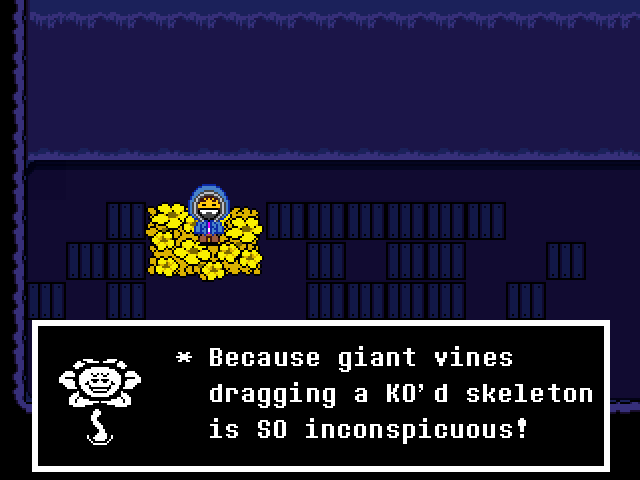 * Because giant vines
dragging a KO'd skeleton
is SO inconspicuous!